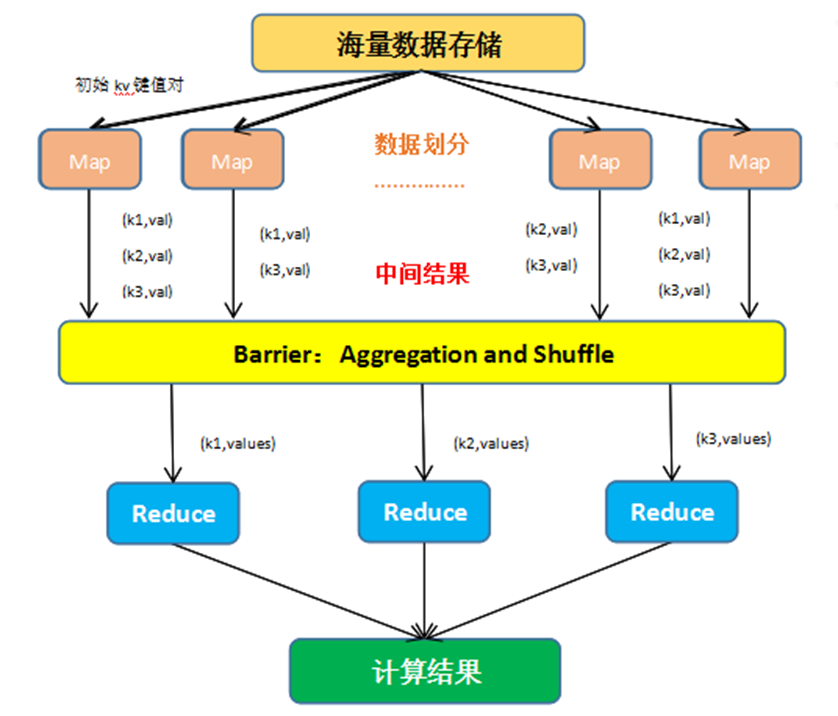 海量数据存储
初始 kv 键值对
Map
Map
数据划分
……………
Map
Map
(k1,val)
(k2,val)
(k3,val)
(k1,val)
(k3,val)
中间结果
(k2,val)
(k3,val)
(k1,val)
(k2,val)
(k3,val)
Barrier： Aggregation and Shuffle
(k1,values)
(k2,values)
(k3,values)
Reduce
Reduce
Reduce
计算结果